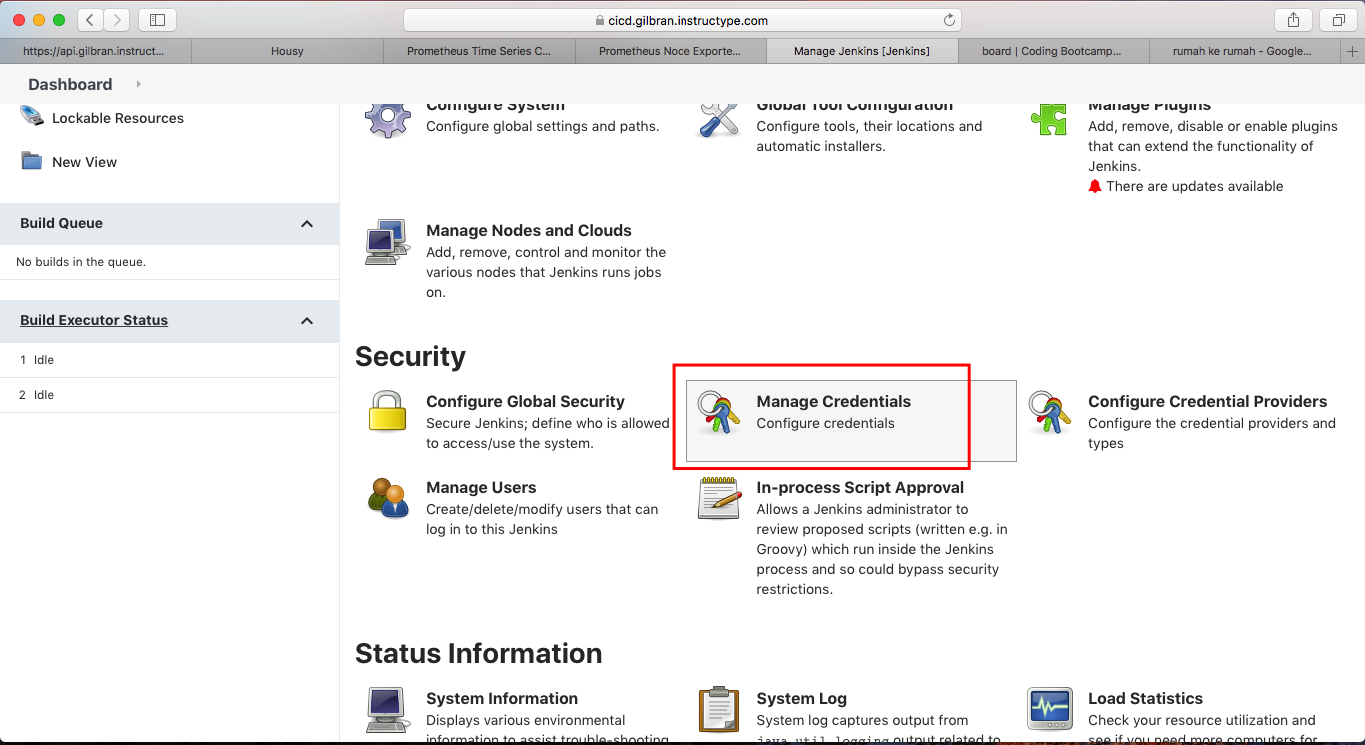 cicd.gilbran.instructype.com
https://api.gilbran.instruct...
Housy
Prometheus Time Series C...
Prometheus Noce Exporte...
Manage Jenkins [Jenkins]
board | Coding Bootcamp...
rumah ke rumah - Google...
Dashboard
Lockable Resources
New View
Build Queue
No builds in the queue.
Build Executor Status
1 Idle
2 Idle
Configure System
Configure global settings and paths.
Global Tool Configuration
Configure tools, their locations and
automatic installers.
Manage Plugins
Add, remove, disable or enable plugins
that can extend the functionality of
Jenkins.
There are updates available
Manage Nodes and Clouds
Add, remove, control and monitor the
various nodes that Jenkins runs jobs
on.
Security
Configure Global Security
Secure Jenkins; define who is allowed
to access/use the system.
Manage Credentials
Configure credentials
Configure Credential Providers
Configure the credential providers and
types
Manage Users
Create/delete/modify users that can
log in to this Jenkins
In-process Script Approval
Allows a Jenkins administrator to
review proposed scripts (written e.g. in
Groovy) which run inside the Jenkins
process and so could bypass security
restrictions.
Status Information
System Information
Displays various environmental
information to assist trouble-shooting
System Log
System log captures output from
java.util.logging output related to
Load Statistics
Check your resource utilization and
see if you need more computers for